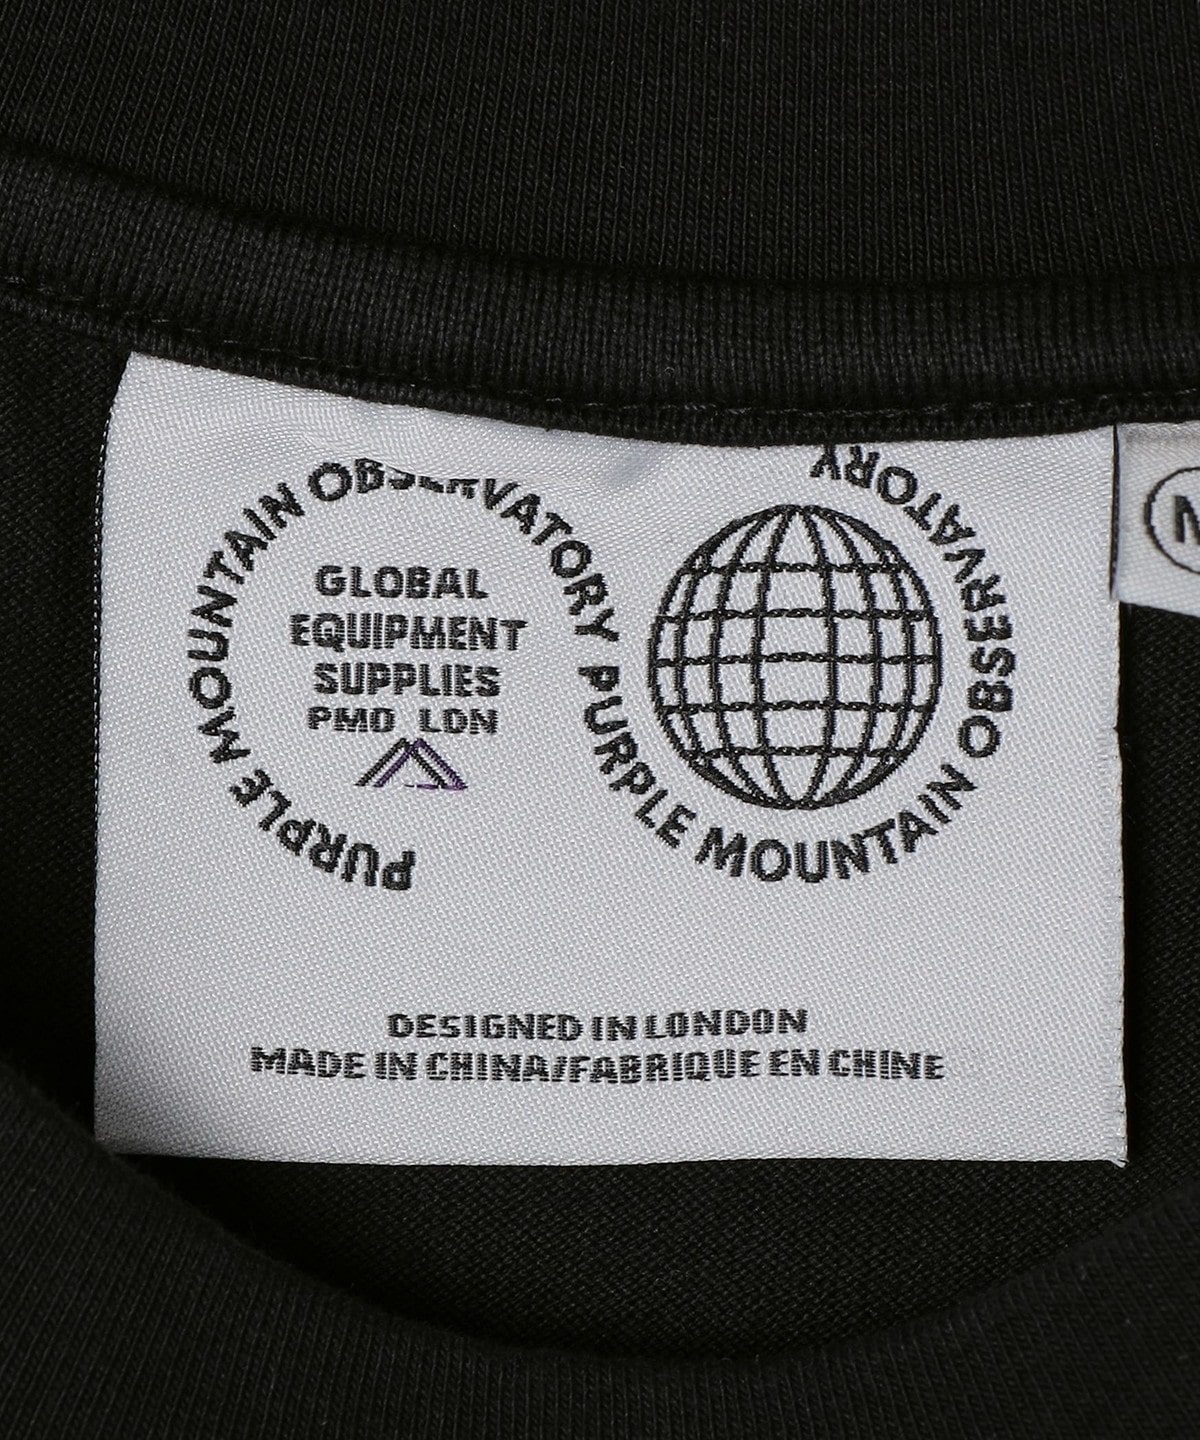 PURPLE MOUNTAIN OBSERVATORY PURPLE MOUNTAIN OBSERVATORY
GLOBAL
EQUIPMENT
SUPPLIES
PMO LDN
M
DESIGNED IN LONDON
MADE IN CHINA/FABRIQUE EN CHINE